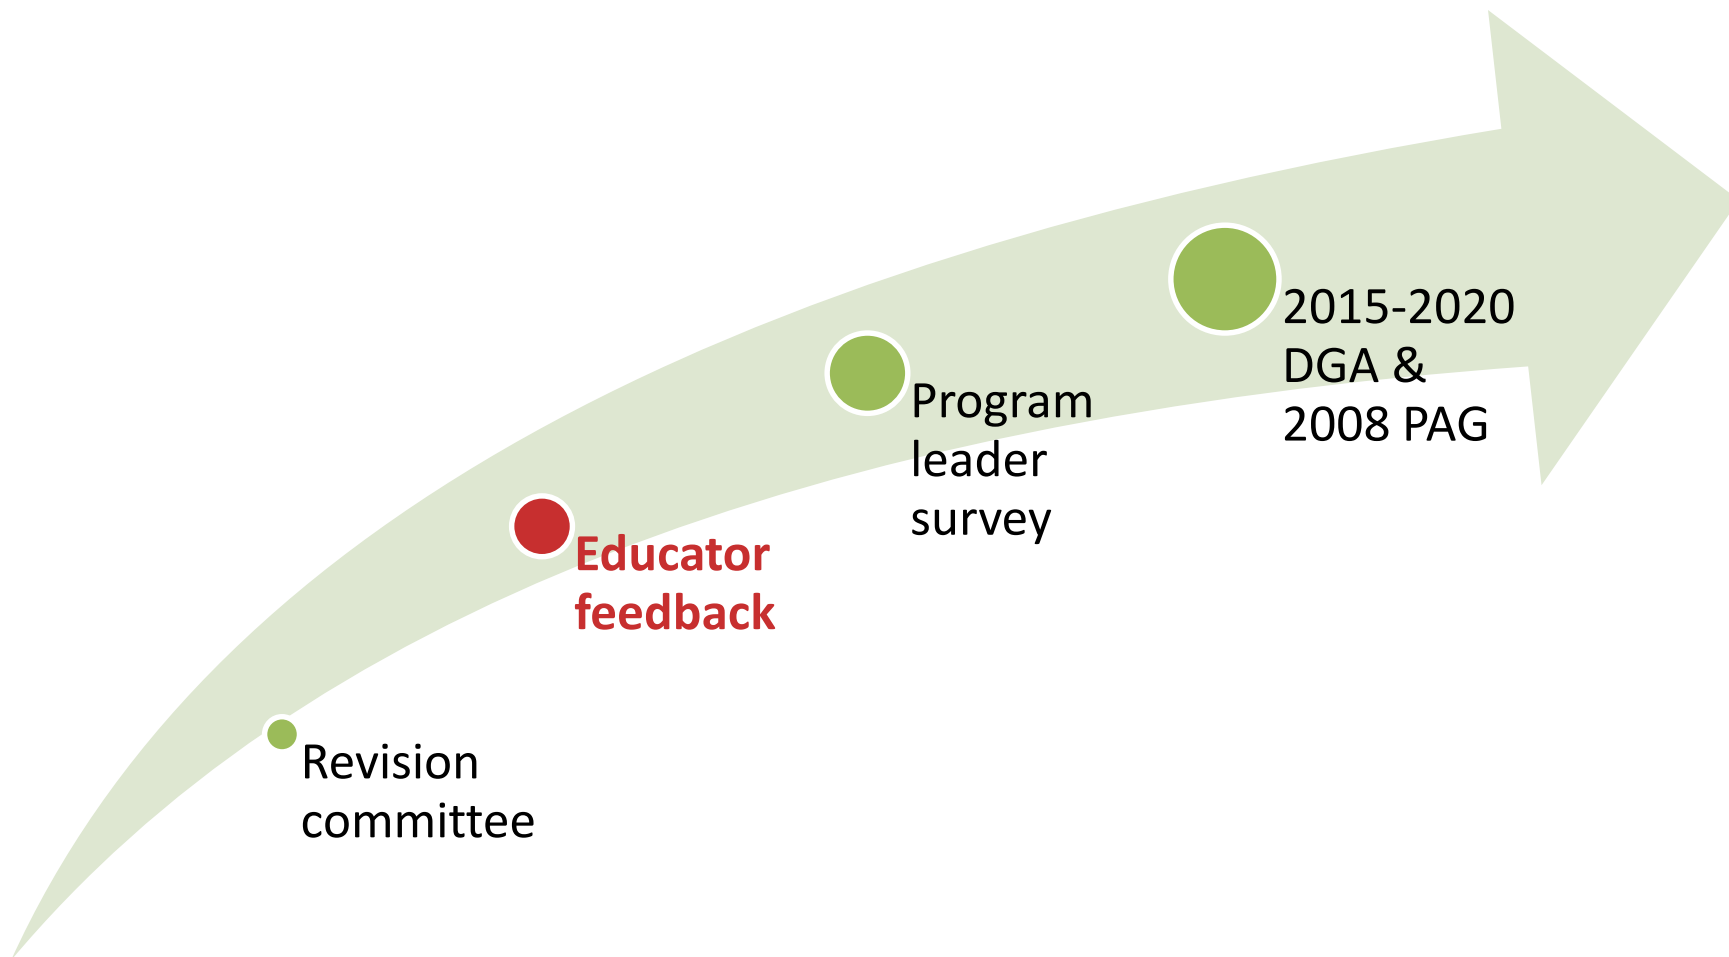 Revision
committee
Educator
feedback
Program
leader
survey
2015-2020
DGA &
2008 PAG